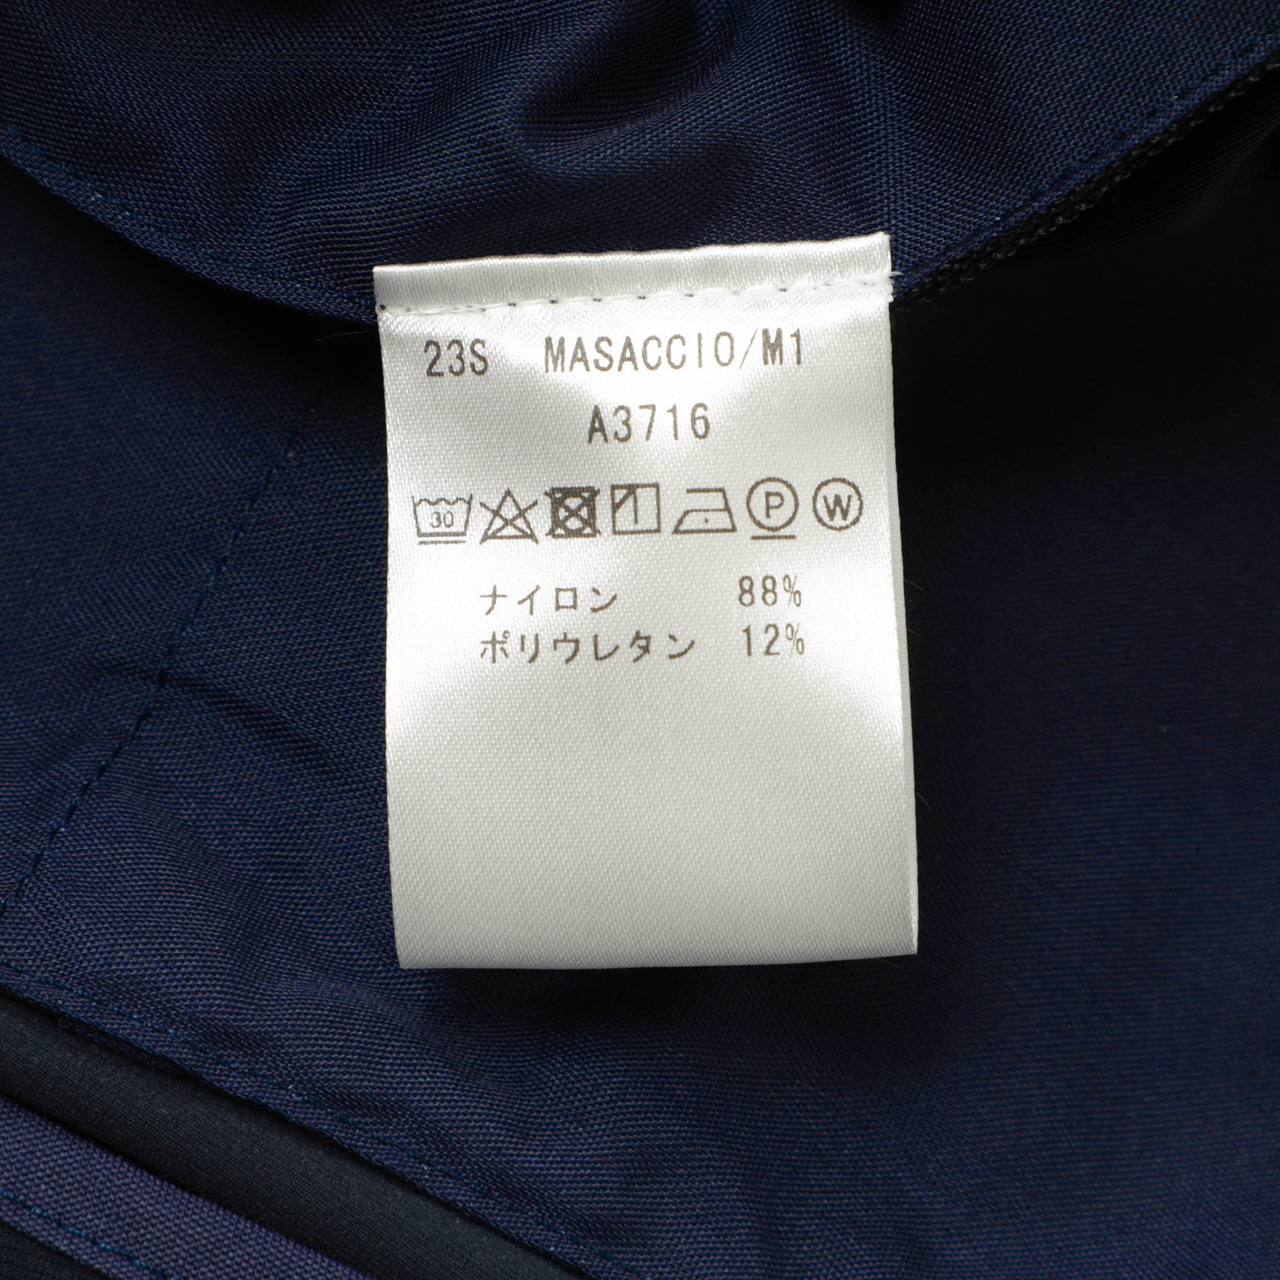 23S MASACCIO/M1
A3716
30 P W
ナイロン 88%
ポリウレタン 12%